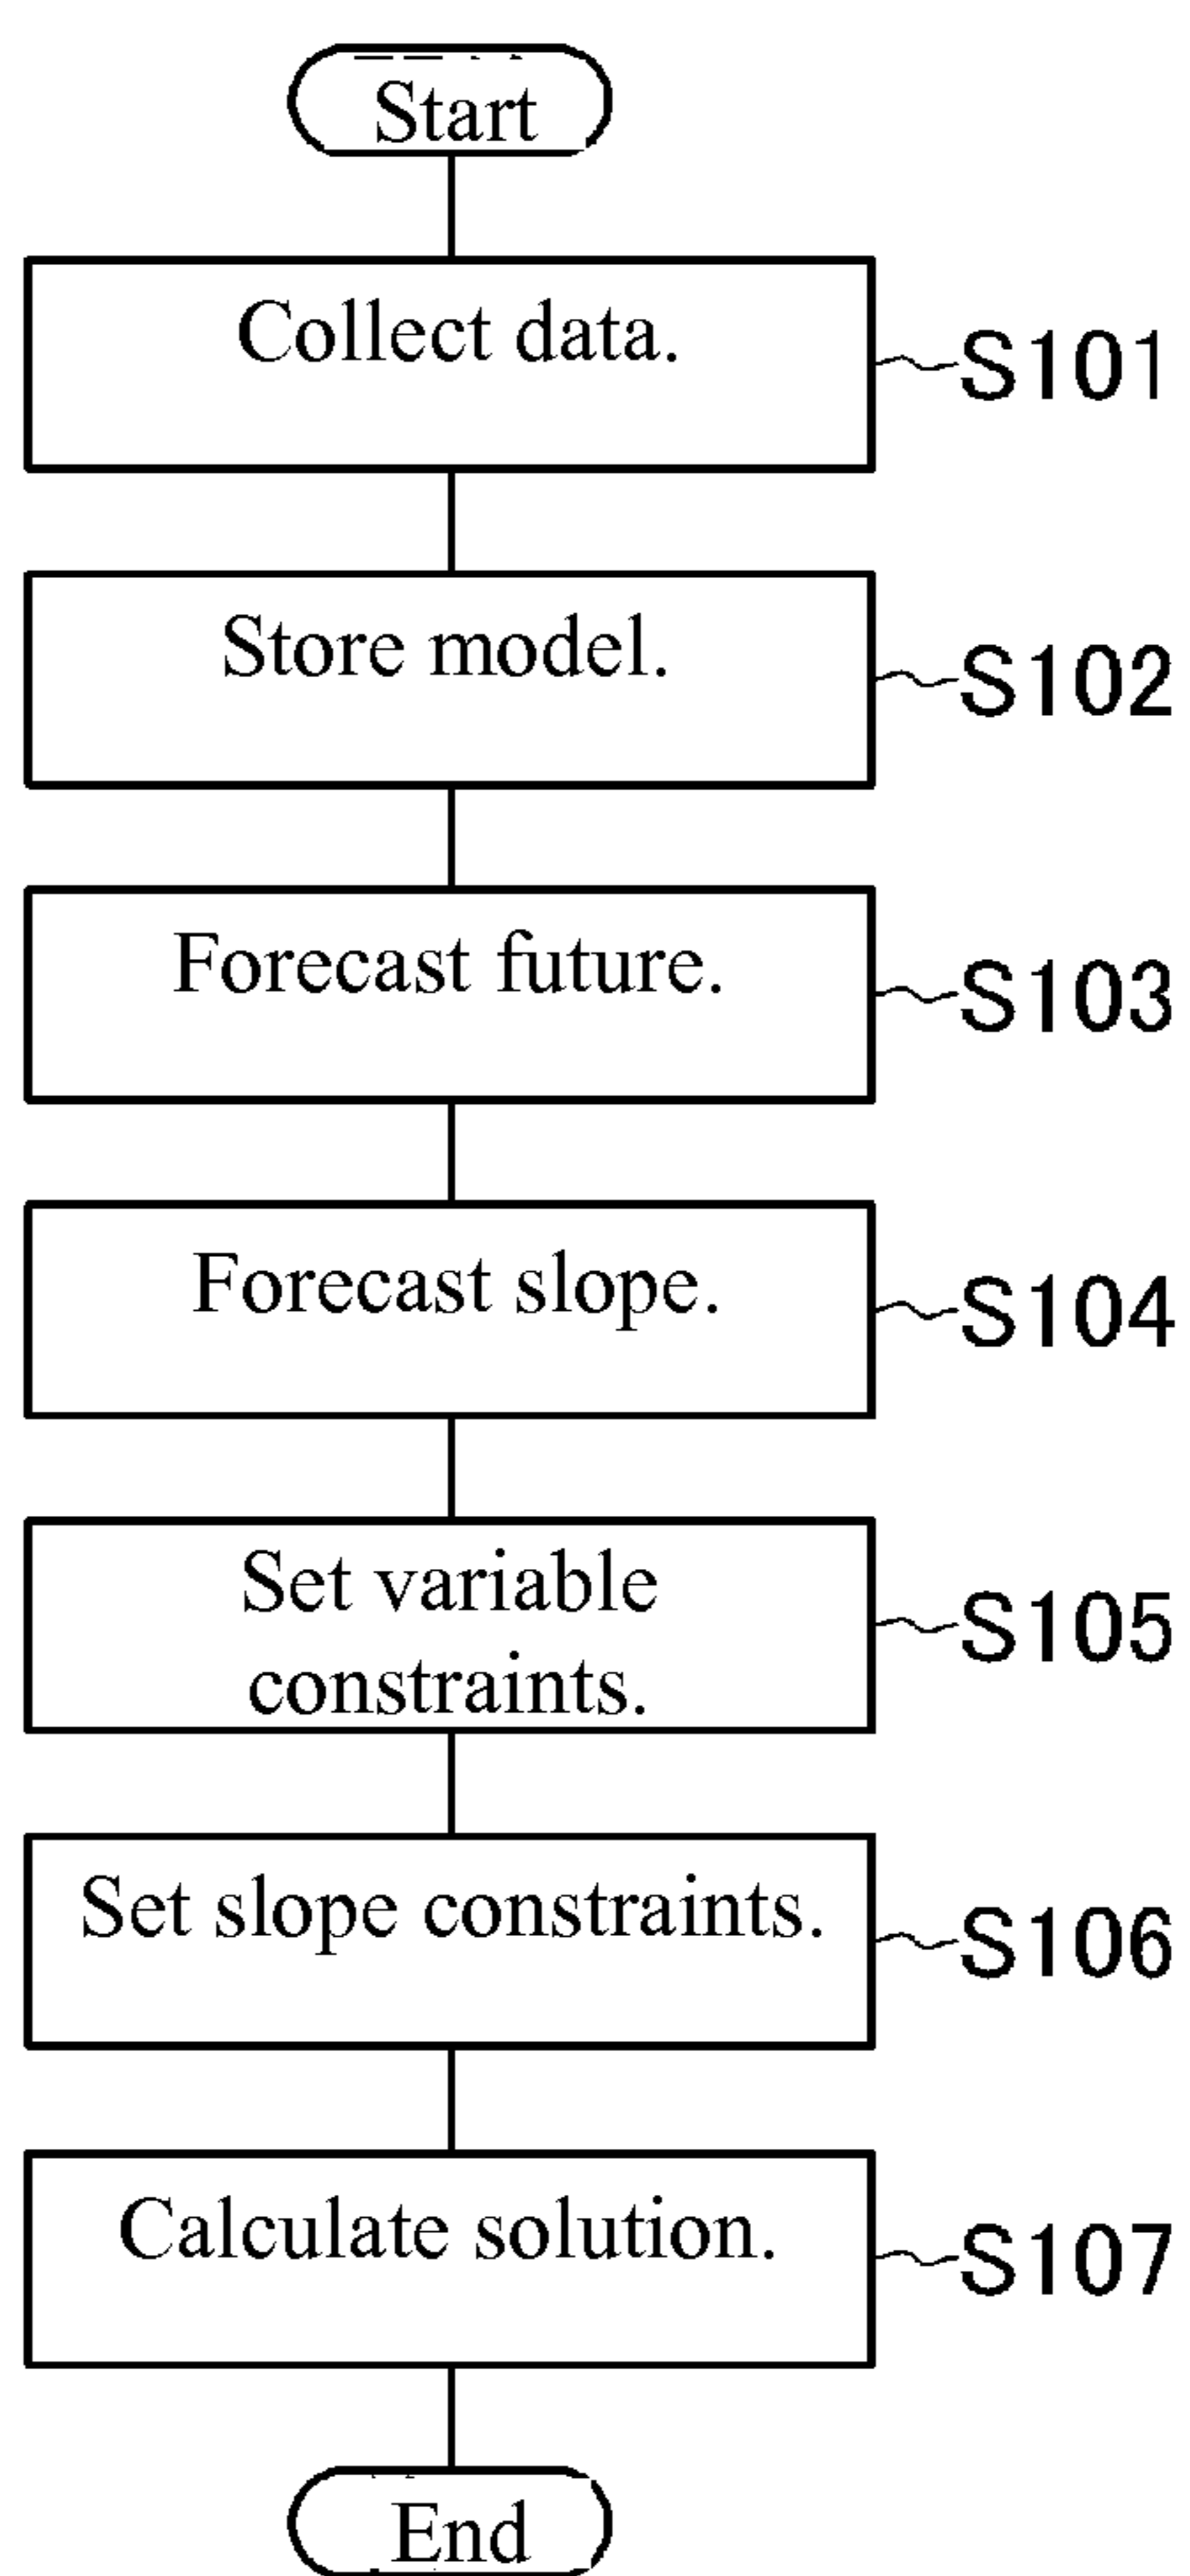 Start
Collect data.
S101
Store model.
S102
Forecast future.
S103
Forecast slope.
S104
Set variable
constraints.
S105
Set slope constraints.
S106
Calculate solution.
S107
End